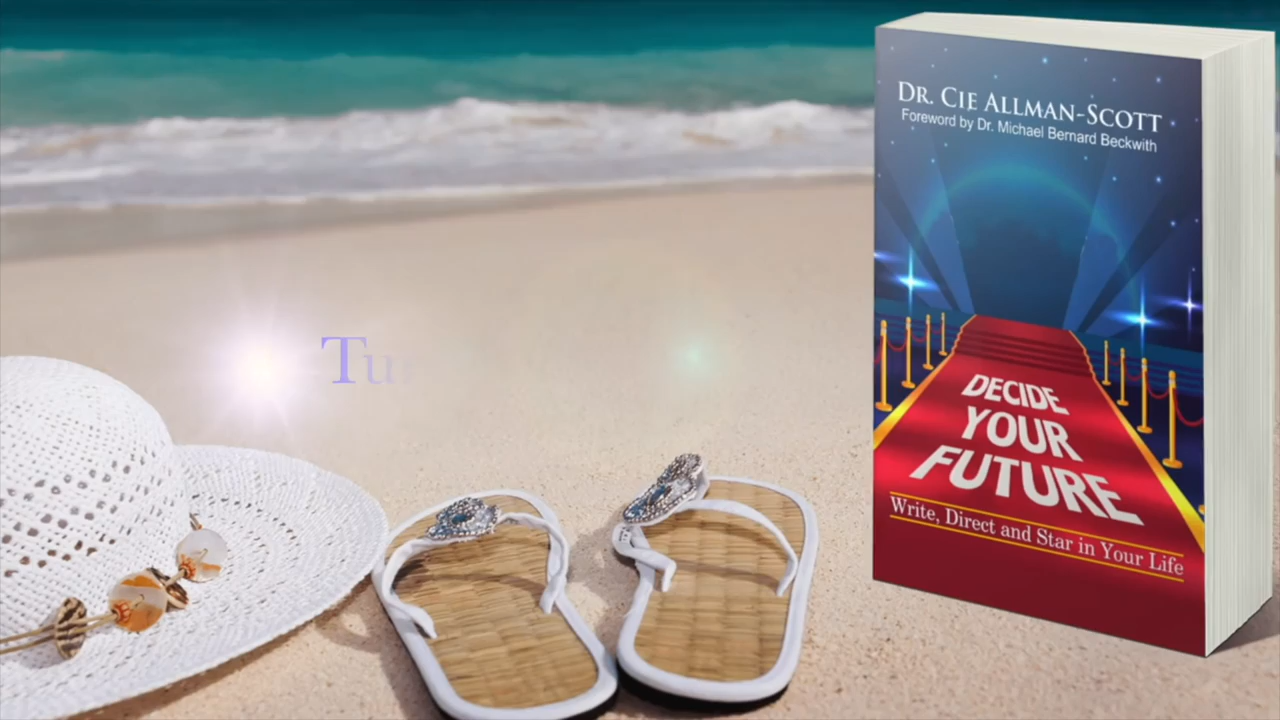 DR. CIE ALLMAN-SCOTT
Foreword by Dr. Michael Bernard Beckwith
DECIDE
YOUR
FUTURE
Write, Direct and Star in Your Life